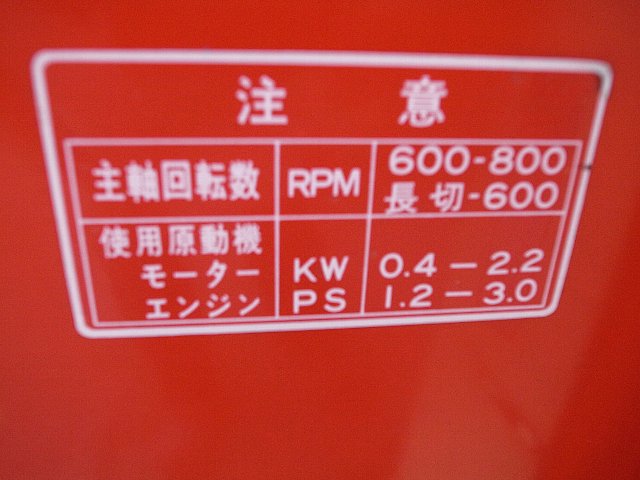 注意
主軸回転数 RPM 600-800
長切-600
使用原動機
モーター KW 0.4-2.2
エンジン PS 1.2-3.0